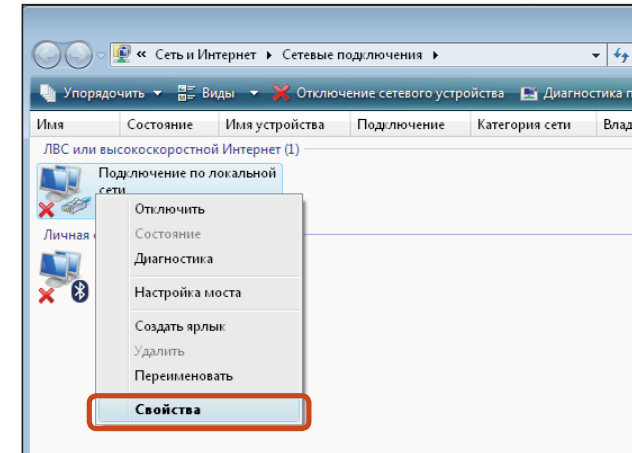 « Сеть и Интернет ▸ Сетевые подключения ▸
Упорядочить Виды Отключение сетевого устройства Диагностика п
Имя Состояние Имя устройства Подключение Категория сети Влад
ЛВС или высокоскоростной Интернет (1)
Подключение по локальной
сети
Отключить
Личная
Состояние
Диагностика
Настройка моста
Создать ярлык
Удалить
Переименовать
Свойства